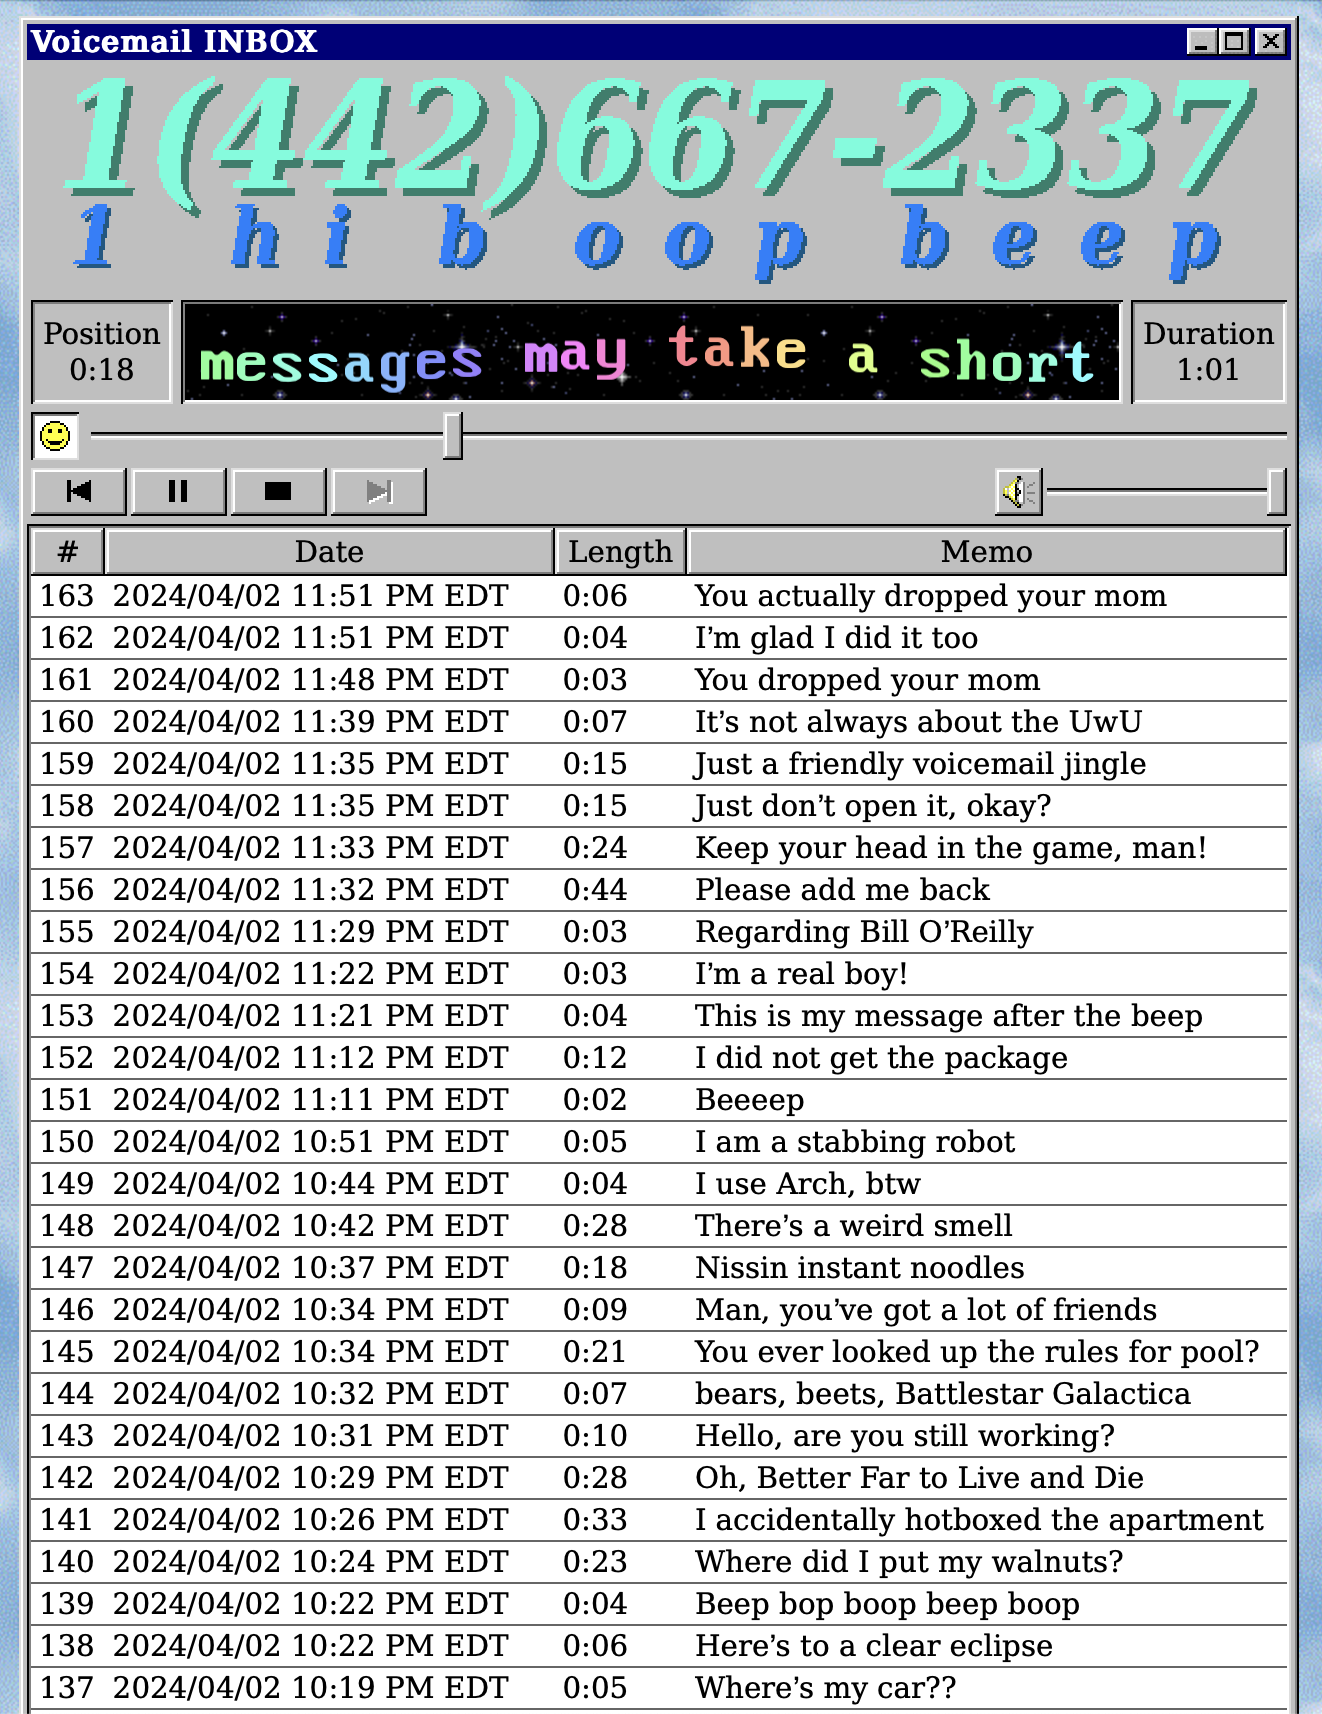 Voicemail INBOX
1(442)667-2337
1 hi boop beep
Position
0:18
messages may take a short
Duration
1:01
# Date Length Memo
163 2024/04/02 11:51 PM EDT 0:06 You actually dropped your mom
162 2024/04/02 11:51 PM EDT 0:04 I’m glad I did it too
161 2024/04/02 11:48 PM EDT 0:03 You dropped your mom
160 2024/04/02 11:39 PM EDT 0:07 It’s not always about the UwU
159 2024/04/02 11:35 PM EDT 0:15 Just a friendly voicemail jingle
158 2024/04/02 11:35 PM EDT 0:15 Just don’t open it, okay?
157 2024/04/02 11:33 PM EDT 0:24 Keep your head in the game, man!
156 2024/04/02 11:32 PM EDT 0:44 Please add me back
155 2024/04/02 11:29 PM EDT 0:03 Regarding Bill O’Reilly
154 2024/04/02 11:22 PM EDT 0:03 I’m a real boy!
153 2024/04/02 11:21 PM EDT 0:04 This is my message after the beep
152 2024/04/02 11:12 PM EDT 0:12 I did not get the package
151 2024/04/02 11:11 PM EDT 0:02 Beeeep
150 2024/04/02 10:51 PM EDT 0:05 I am a stabbing robot
149 2024/04/02 10:44 PM EDT 0:04 I use Arch, btw
148 2024/04/02 10:42 PM EDT 0:28 There’s a weird smell
147 2024/04/02 10:37 PM EDT 0:18 Nissin instant noodles
146 2024/04/02 10:34 PM EDT 0:09 Man, you’ve got a lot of friends
145 2024/04/02 10:34 PM EDT 0:21 You ever looked up the rules for pool?
144 2024/04/02 10:32 PM EDT 0:07 bears, beets, Battlestar Galactica
143 2024/04/02 10:31 PM EDT 0:10 Hello, are you still working?
142 2024/04/02 10:29 PM EDT 0:28 Oh, Better Far to Live and Die
141 2024/04/02 10:26 PM EDT 0:33 I accidentally hotboxed the apartment
140 2024/04/02 10:24 PM EDT 0:23 Where did I put my walnuts?
139 2024/04/02 10:22 PM EDT 0:04 Beep bop boop beep boop
138 2024/04/02 10:22 PM EDT 0:06 Here’s to a clear eclipse
137 2024/04/02 10:19 PM EDT 0:05 Where’s my car??